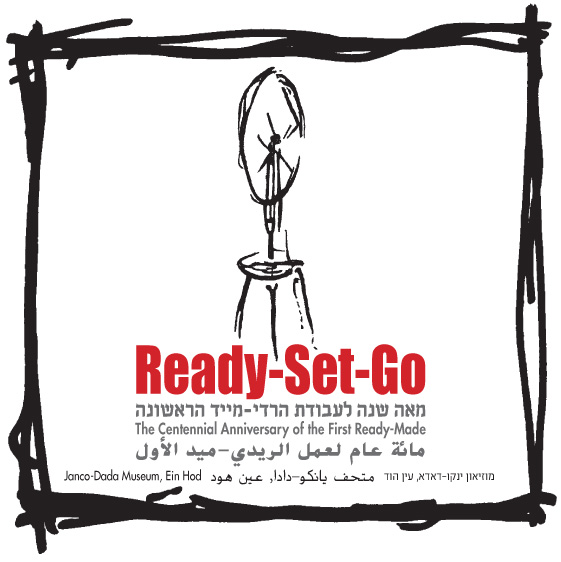 Ready-Set-Go
מאה שנה לעבודת הרדי-מייד הראשונה
The Centennial Anniversary of the First Ready-Made
مائة عام لعمل الريدي-ميد الأول
Janco-Dada Museum, Ein Hod متحف يانكو-دادا, عين هود מוזיאון ינקו-דאדא, עין הוד